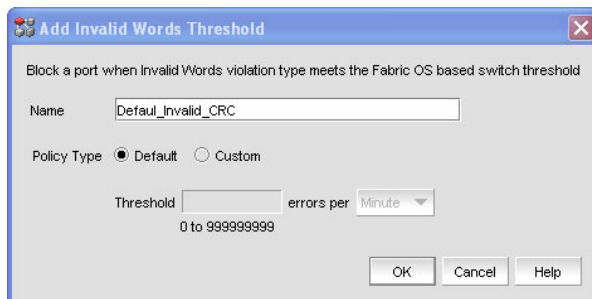 Add Invalid Words Threshold
Block a port when Invalid Words violation type meets the Fabric OS based switch threshold
Name Defaul_Invalid_CRC
Policy Type Default Custom
Threshold errors per Minute
0 to 999999999
OK Cancel Help